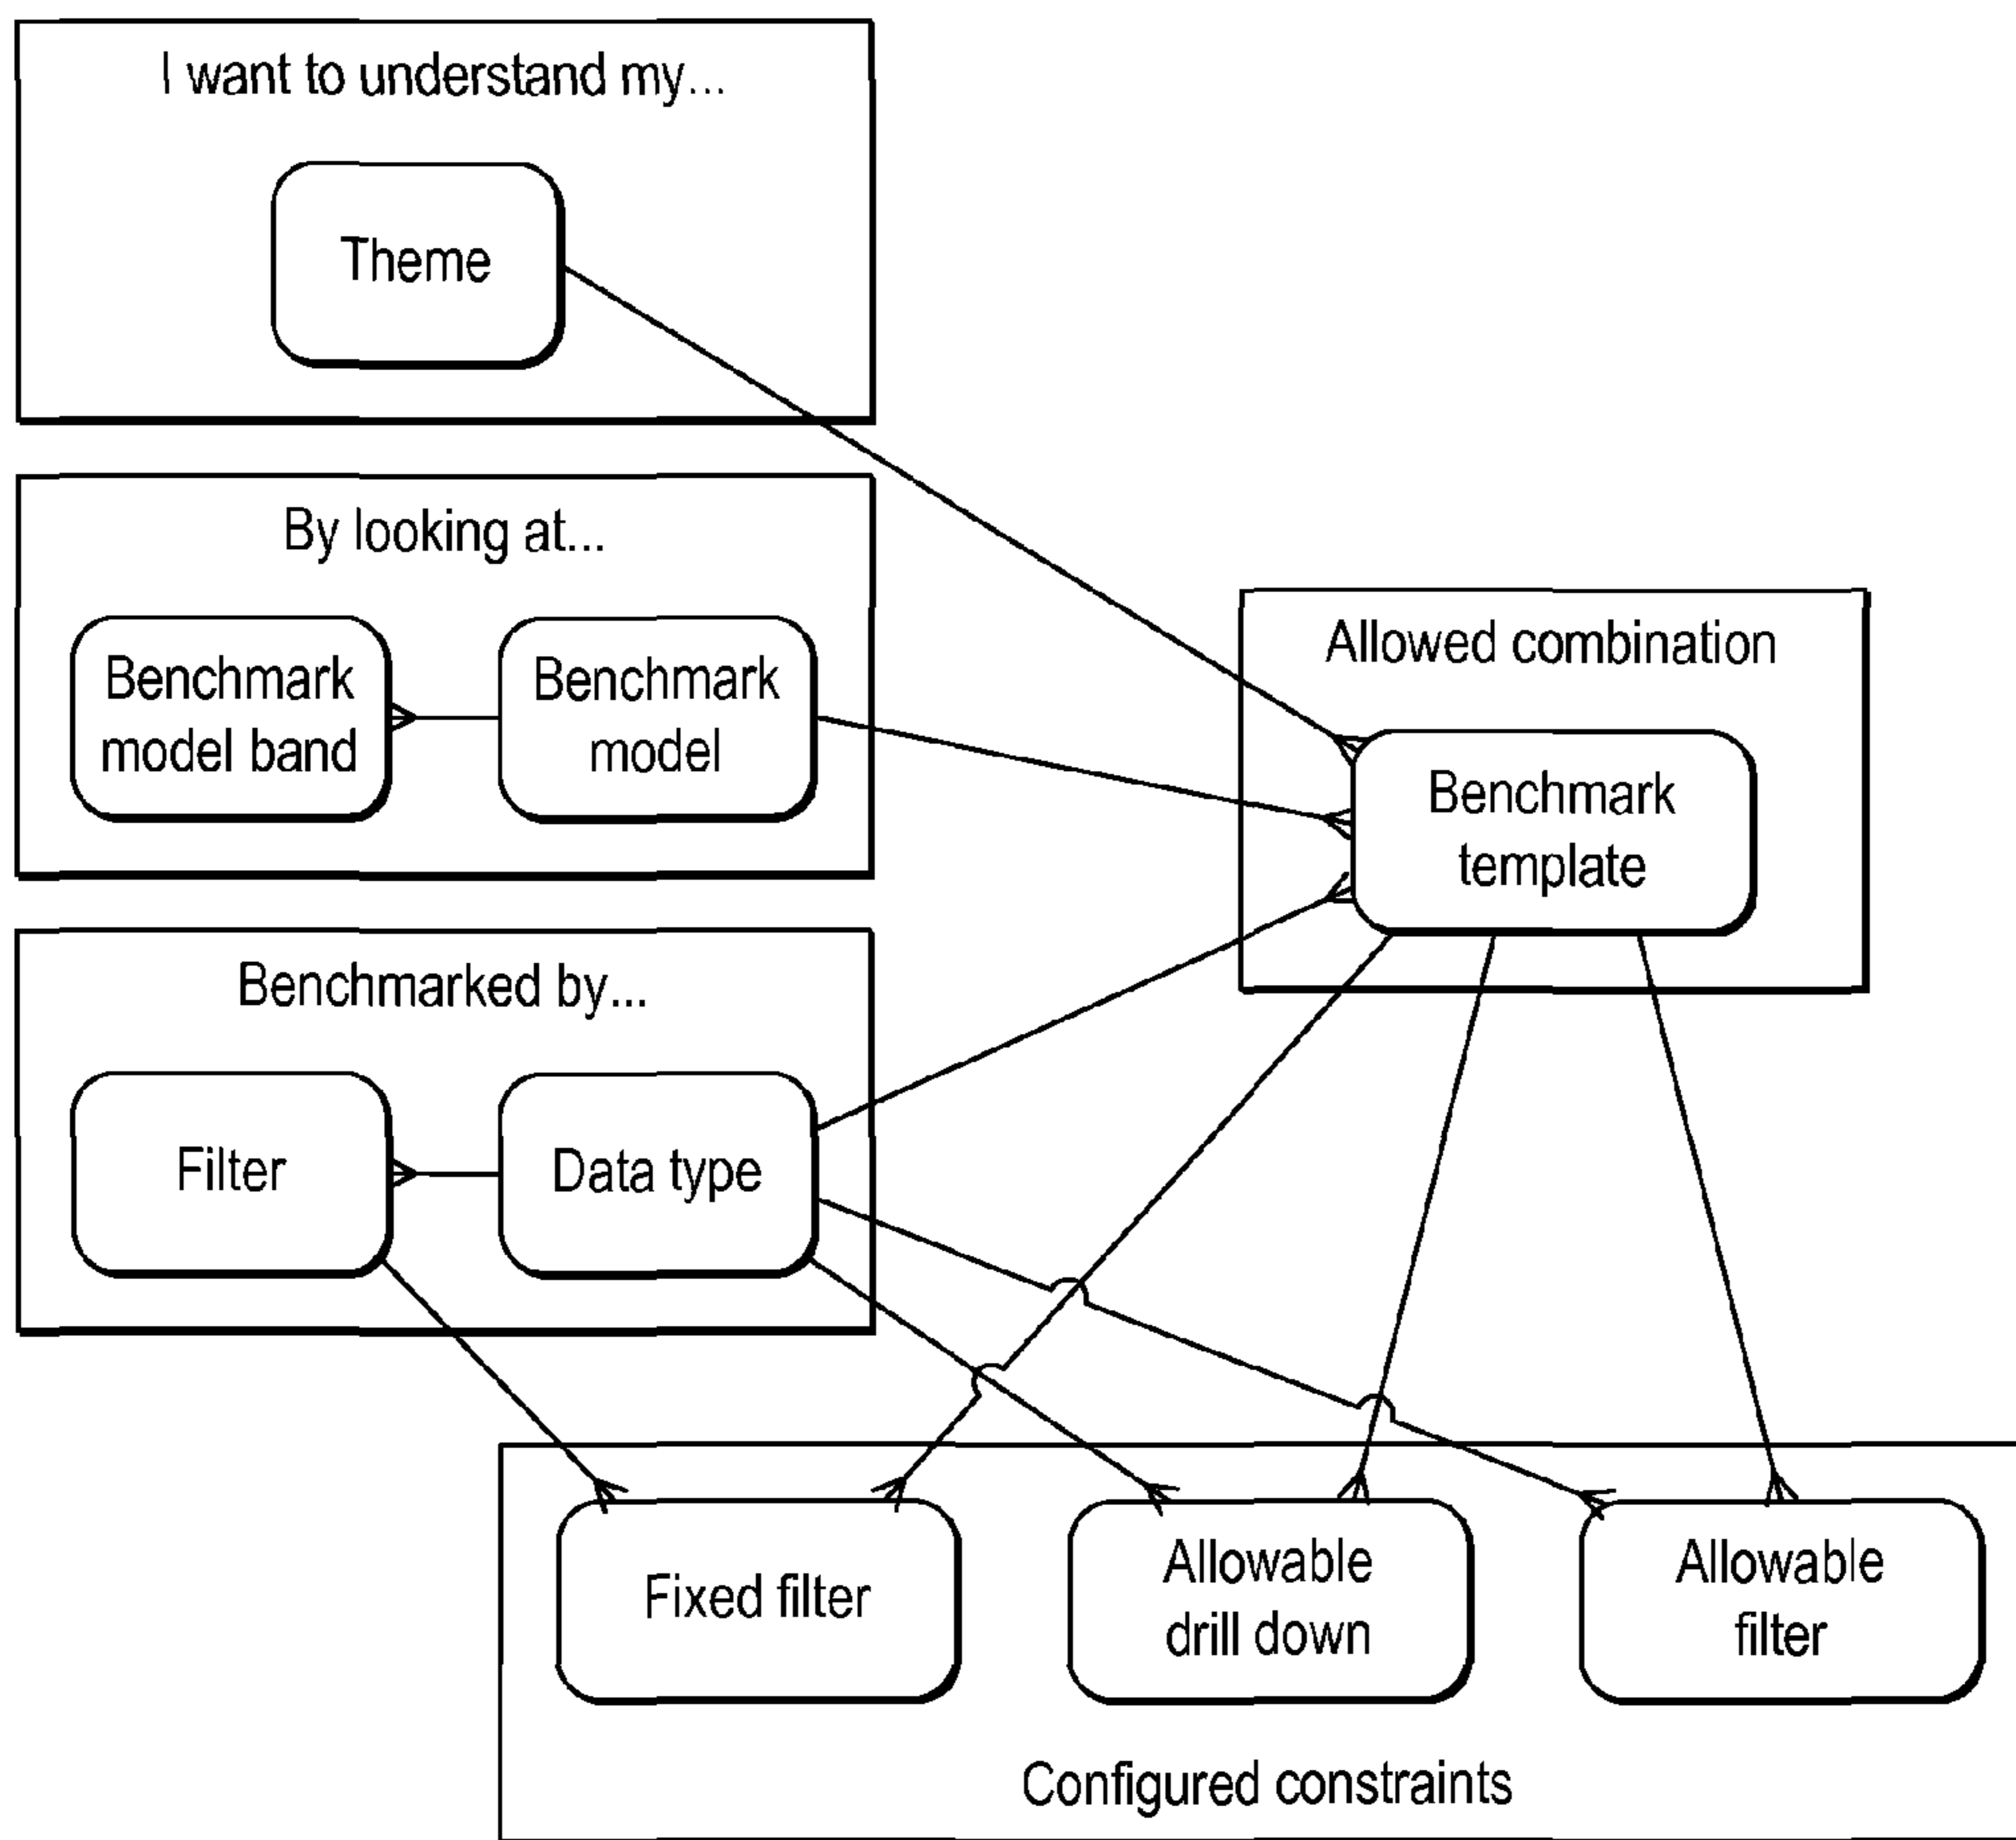 I want to understand my...
Theme
By looking at...
Benchmark
model band
Benchmark
model
Allowed combination
Benchmark
template
Benchmarked by...
Filter
Data type
Fixed filter
Allowable
drill down
Allowable
filter
Configured constraints